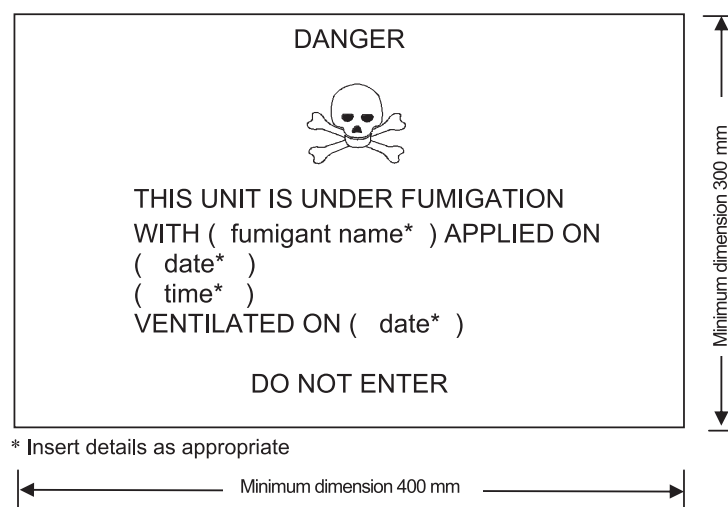 DANGER
THIS UNIT IS UNDER FUMIGATION
WITH ( fumigant name* ) APPLIED ON
( date* )
( time* )
VENTILATED ON ( date* )
DO NOT ENTER
* Insert details as appropriate
Minimum dimension 400 mm
Minimum dimension 300 mm